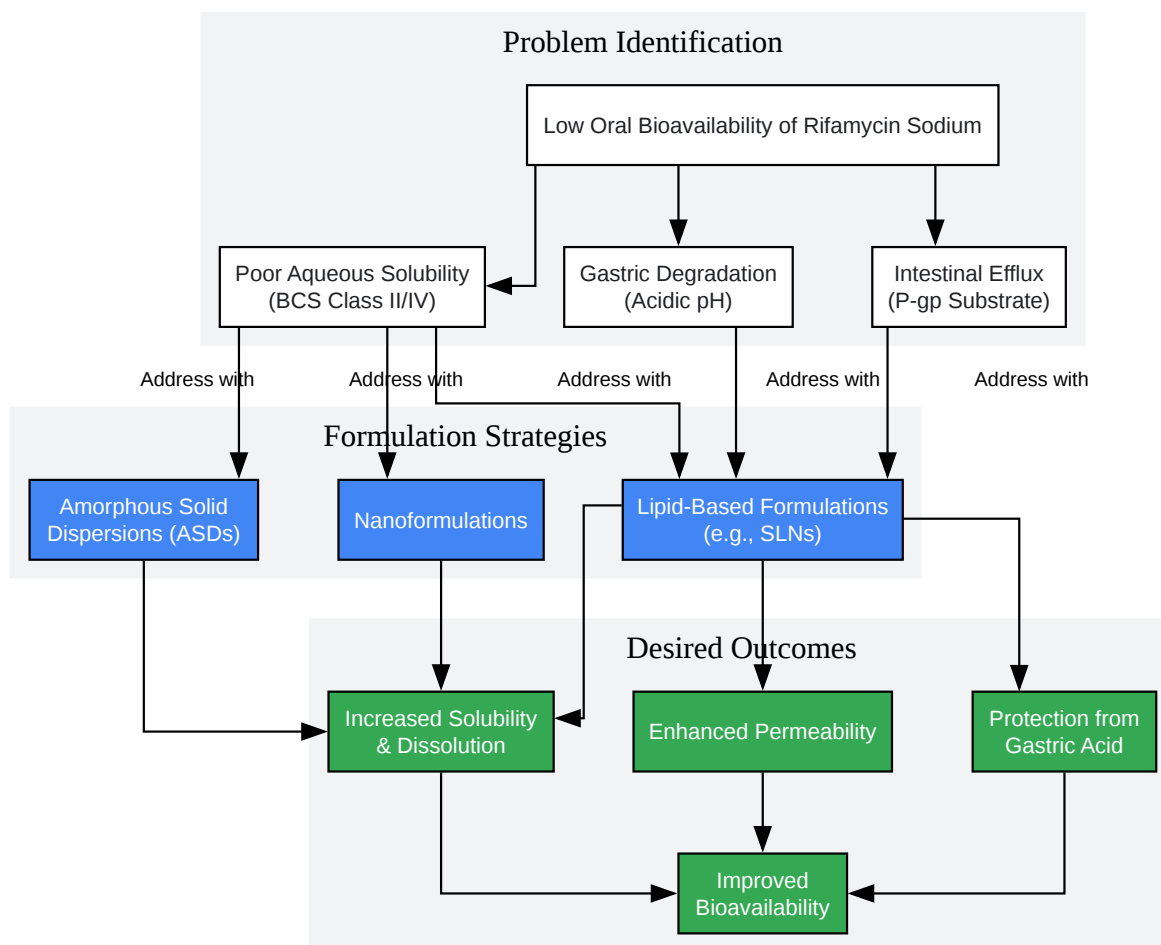 Problem Identification
Low Oral Bioavailability of Rifamycin Sodium
Poor Aqueous Solubility
(BCS Class II/IV)
Gastric Degradation
(Acidic pH)
Intestinal Efflux
(P-gp Substrate)
Address with
Address with
Address with
Address with
Address with
Formulation Strategies
Amorphous Solid
Dispersions (ASDs)
Nanoformulations
Lipid-Based Formulations
(e.g., SLNs)
Desired Outcomes
Increased Solubility
& Dissolution
Enhanced Permeability
Protection from
Gastric Acid
Improved
Bioavailability